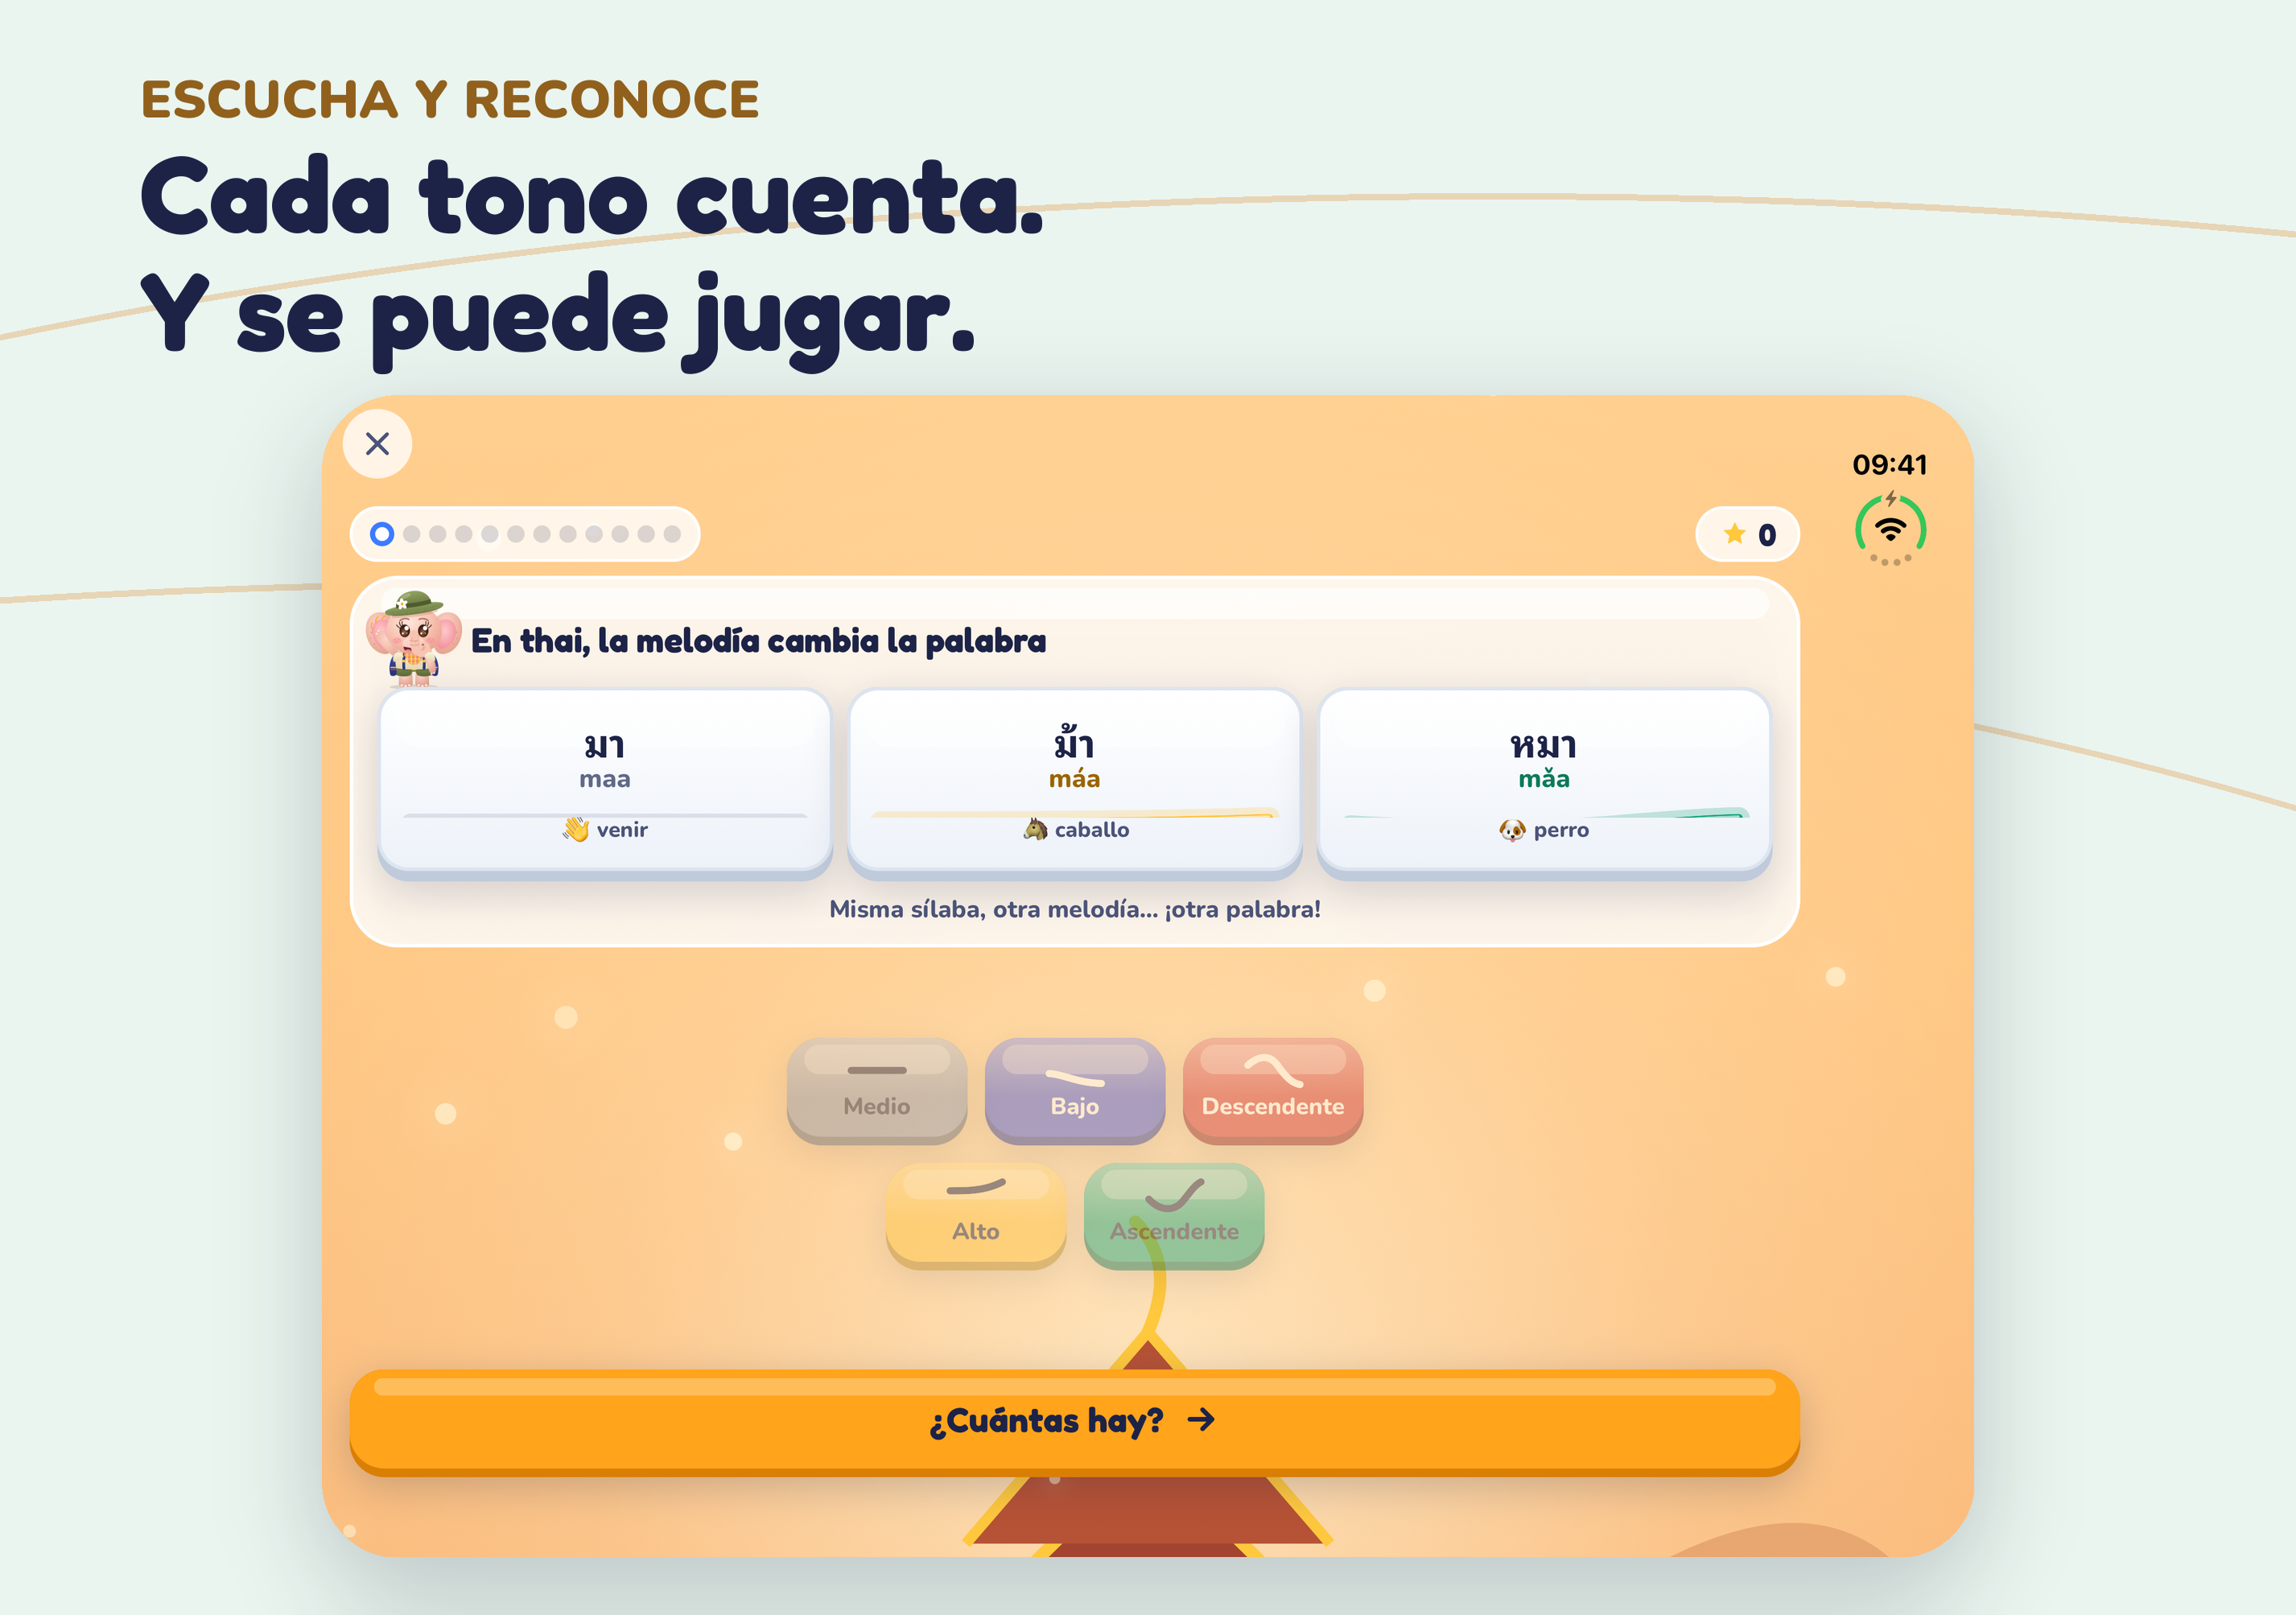 ESCUCHA Y RECONOCE
Cada tono cuenta.
Y se puede jugar.
09:41
0
En thai, la melodía cambia la palabra
มา
maa
👋 venir
ม้า
máa
🐴 caballo
หมา
mǎa
🐶 perro
Misma sílaba, otra melodía... ¡otra palabra!
Medio
Bajo
Descendente
Alto
Ascendente
¿Cuántas hay? →